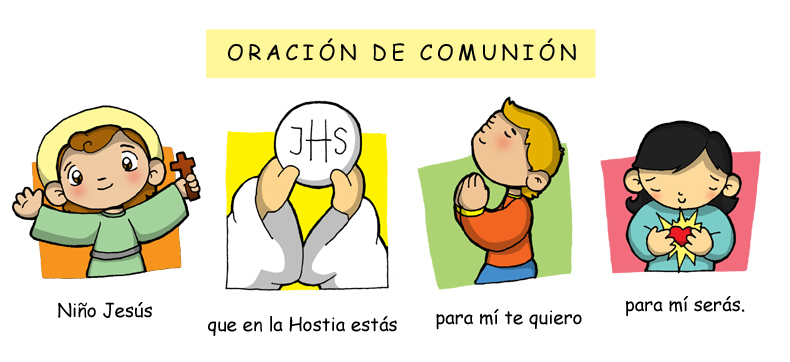 ORACIÓN DE COMUNIÓN
JHS
Niño Jesús
que en la Hostia estás
para mí te quiero
para mí serás.